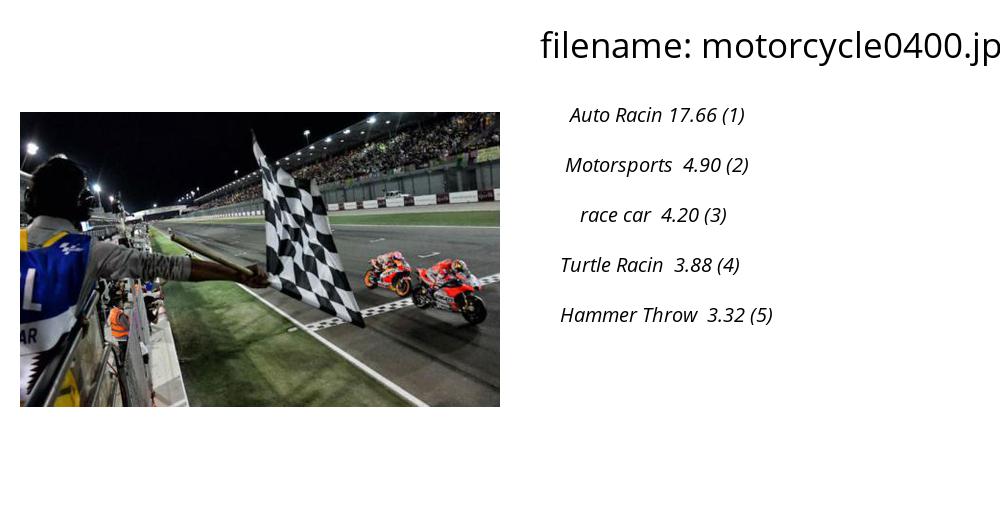 filename: motorcycle0400.jp
Auto Racin 17.66 (1)
Motorsports 4.90 (2)
race car 4.20 (3)
Turtle Racin 3.88 (4)
Hammer Throw 3.32 (5)
L
AR